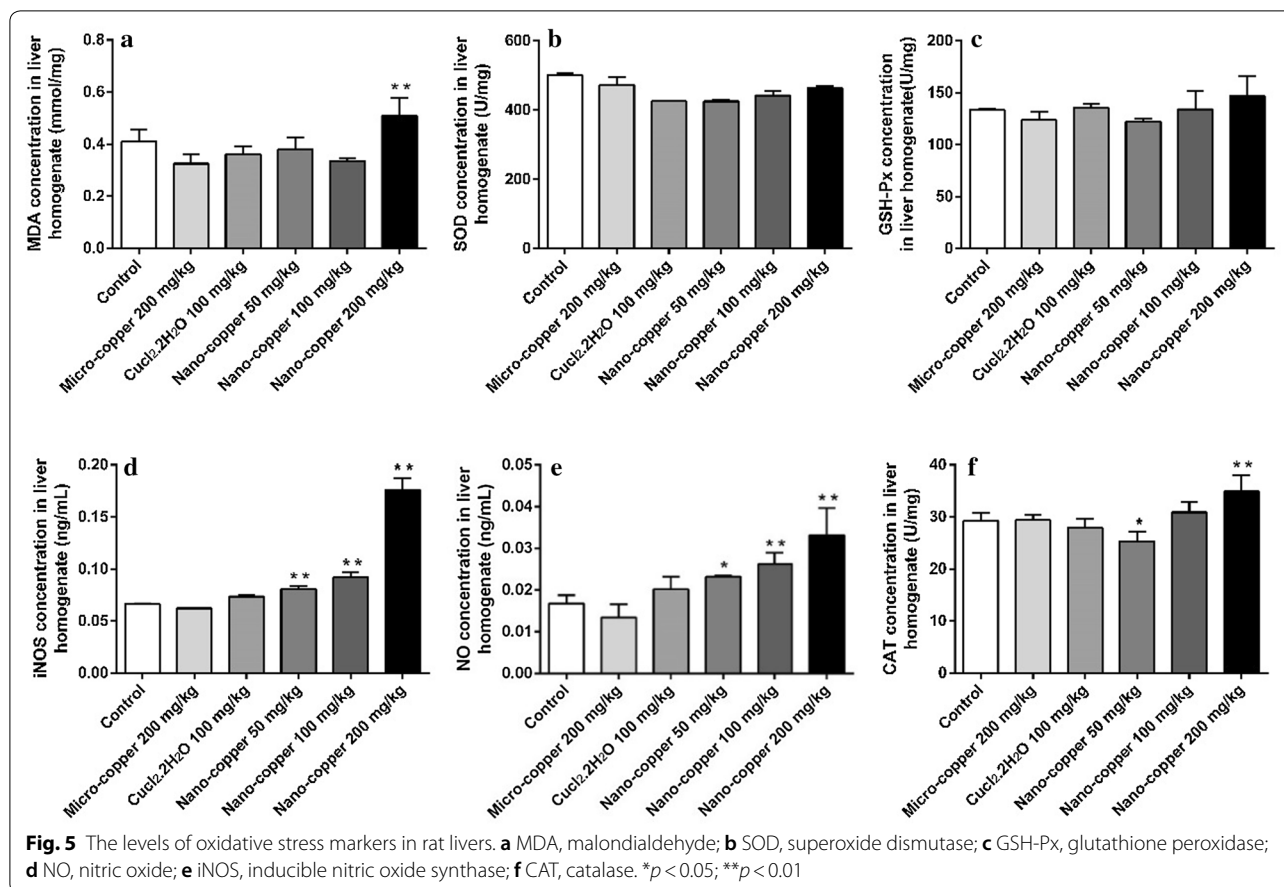 a
MDA concentration in liver
homogenate (nmol/mg)
0.8
0.6
0.4
0.2
0.0
**
Control
Micro-copper 200 mg/kg
Cucl₂.2H₂O 100 mg/kg
Nano-copper 50 mg/kg
Nano-copper 100 mg/kg
Nano-copper 200 mg/kg
b
SOD concentration in liver
homogenate (U/mg)
600
400
200
0
Control
Micro-copper 200 mg/kg
Cucl₂.2H₂O 100 mg/kg
Nano-copper 50 mg/kg
Nano-copper 100 mg/kg
Nano-copper 200 mg/kg
c
GSH-Px concentration
in liver homogenate(U/mg)
200
150
100
50
0
Control
Micro-copper 200 mg/kg
Cucl₂.2H₂O 100 mg/kg
Nano-copper 50 mg/kg
Nano-copper 100 mg/kg
Nano-copper 200 mg/kg
d
iNOS concentration in liver
homogenate (ng/mL)
0.20
0.15
0.10
0.05
0.00
**
**
**
Control
Micro-copper 200 mg/kg
Cucl₂.2H₂O 100 mg/kg
Nano-copper 50 mg/kg
Nano-copper 100 mg/kg
Nano-copper 200 mg/kg
e
NO concentration in liver
homogenate (ng/mL)
0.05
0.04
0.03
0.02
0.01
0.00
*
**
**
Control
Micro-copper 200 mg/kg
Cucl₂.2H₂O 100 mg/kg
Nano-copper 50 mg/kg
Nano-copper 100 mg/kg
Nano-copper 200 mg/kg
f
CAT concentration in liver
homogenate (U/mg)
40
30
20
10
0
*
**
Control
Micro-copper 200 mg/kg
Cucl₂.2H₂O 100 mg/kg
Nano-copper 50 mg/kg
Nano-copper 100 mg/kg
Nano-copper 200 mg/kg
Fig. 5 The levels of oxidative stress markers in rat livers. a MDA, malondialdehyde; b SOD, superoxide dismutase; c GSH-Px, glutathione peroxidase;
d NO, nitric oxide; e iNOS, inducible nitric oxide synthase; f CAT, catalase. *p < 0.05; **p < 0.01